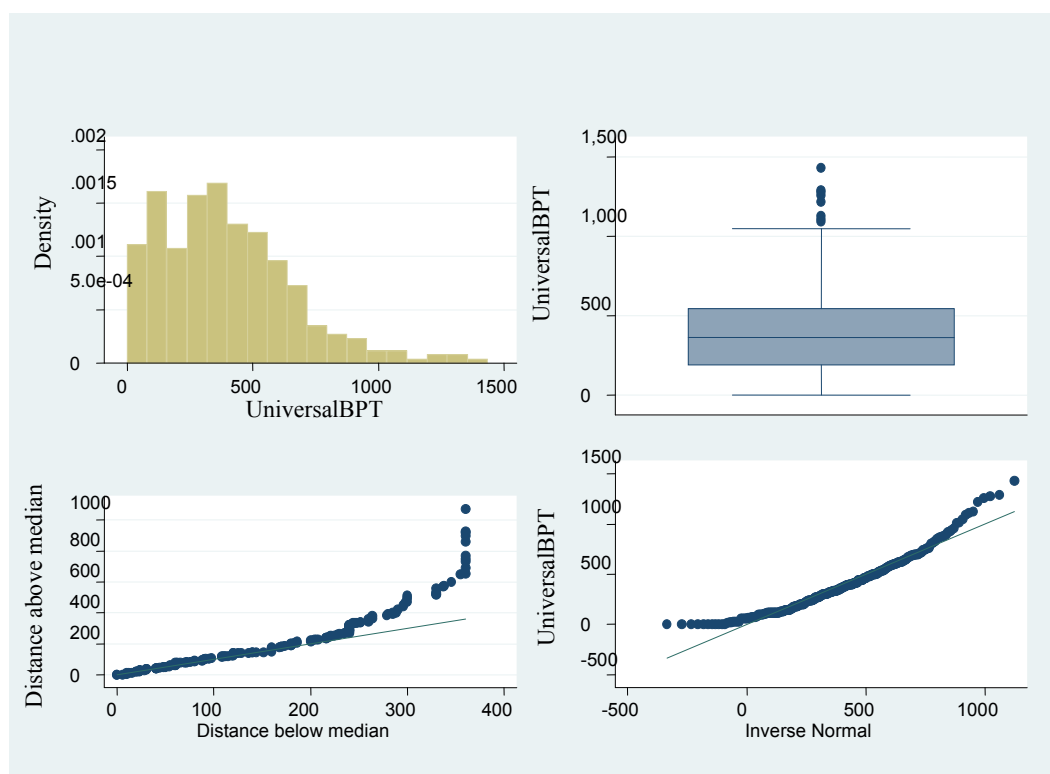 .002
.0015
.001
5.0e-04
0
Density
0 500 1000 1500
UniversalBPT
1,500
1,000
500
0
UniversalBPT
1000
800
600
400
200
0
Distance above median
0 100 200 300 400
Distance below median
1500
1000
500
0
-500
UniversalBPT
-500 0 500 1000
Inverse Normal